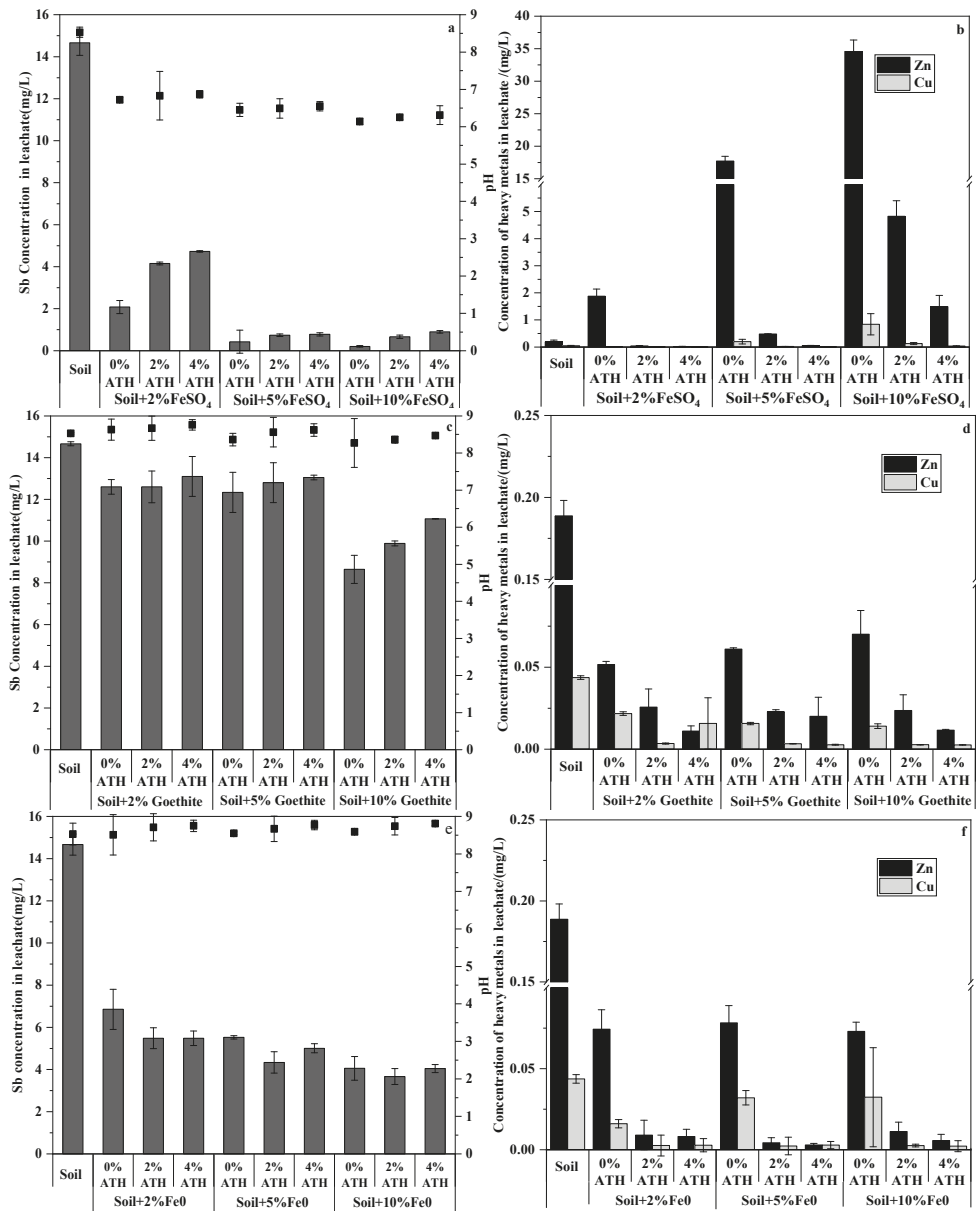 a
Sb Concentration in leachate(mg/L)
16
14
12
10
8
6
4
2
0
9
8
7
6
5
4
3
2
1
0
pH
Soil
0% 2% 4% 0% 2% 4% 0% 2% 4%
ATH ATH ATH ATH ATH ATH ATH ATH ATH
Soil+2%FeSO₄ Soil+5%FeSO₄ Soil+10%FeSO₄
b
Concentration of heavy metals in leachate /(mg/L)
40
35
30
25
20
15
5
4
3
2
1
0
Zn
Cu
Soil
0% 2% 4% 0% 2% 4% 0% 2% 4%
ATH ATH ATH ATH ATH ATH ATH ATH ATH
Soil+2%FeSO₄ Soil+5%FeSO₄ Soil+10%FeSO₄
c
Sb Concentration in leachate(mg/L)
16
14
12
10
8
6
4
2
0
9
8
7
6
5
4
3
2
1
0
pH
Soil
0% 2% 4% 0% 2% 4% 0% 2% 4%
ATH ATH ATH ATH ATH ATH ATH ATH ATH
Soil+2% Goethite Soil+5% Goethite Soil+10% Goethite
d
Concentration of heavy metals in leachate/(mg/L)
0.25
0.20
0.15
0.05
0.00
Zn
Cu
Soil
0% 2% 4% 0% 2% 4% 0% 2% 4%
ATH ATH ATH ATH ATH ATH ATH ATH ATH
Soil+2% Goethite Soil+5% Goethite Soil+10% Goethite
e
Sb concentration in leachate(mg/L)
16
14
12
10
8
6
4
2
0
9
8
7
6
5
4
3
2
1
0
pH
Soil
0% 2% 4% 0% 2% 4% 0% 2% 4%
ATH ATH ATH ATH ATH ATH ATH ATH ATH
Soil+2%Fe0 Soil+5%Fe0 Soil+10%Fe0
f
Concentration of heavy metals in leachate/(mg/L)
0.25
0.20
0.15
0.05
0.00
Zn
Cu
Soil
0% 2% 4% 0% 2% 4% 0% 2% 4%
ATH ATH ATH ATH ATH ATH ATH ATH ATH
Soil+2%Fe0 Soil+5%Fe0 Soil+10%Fe0